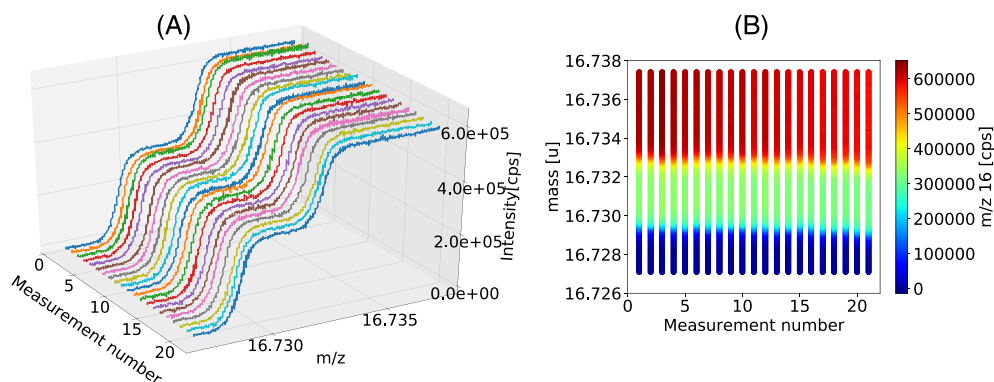 (A)
6.0e+05
4.0e+05
2.0e+05
0.0e+00
Intensity/[cps]
0
5
10
15
20
Measurement number
16.730
16.735
m/z
(B)
16.738
16.736
16.734
16.732
16.730
16.728
16.726
mass [u]
0
5
10
15
20
Measurement number
600000
500000
400000
300000
200000
100000
0
m/z 16 [cps]